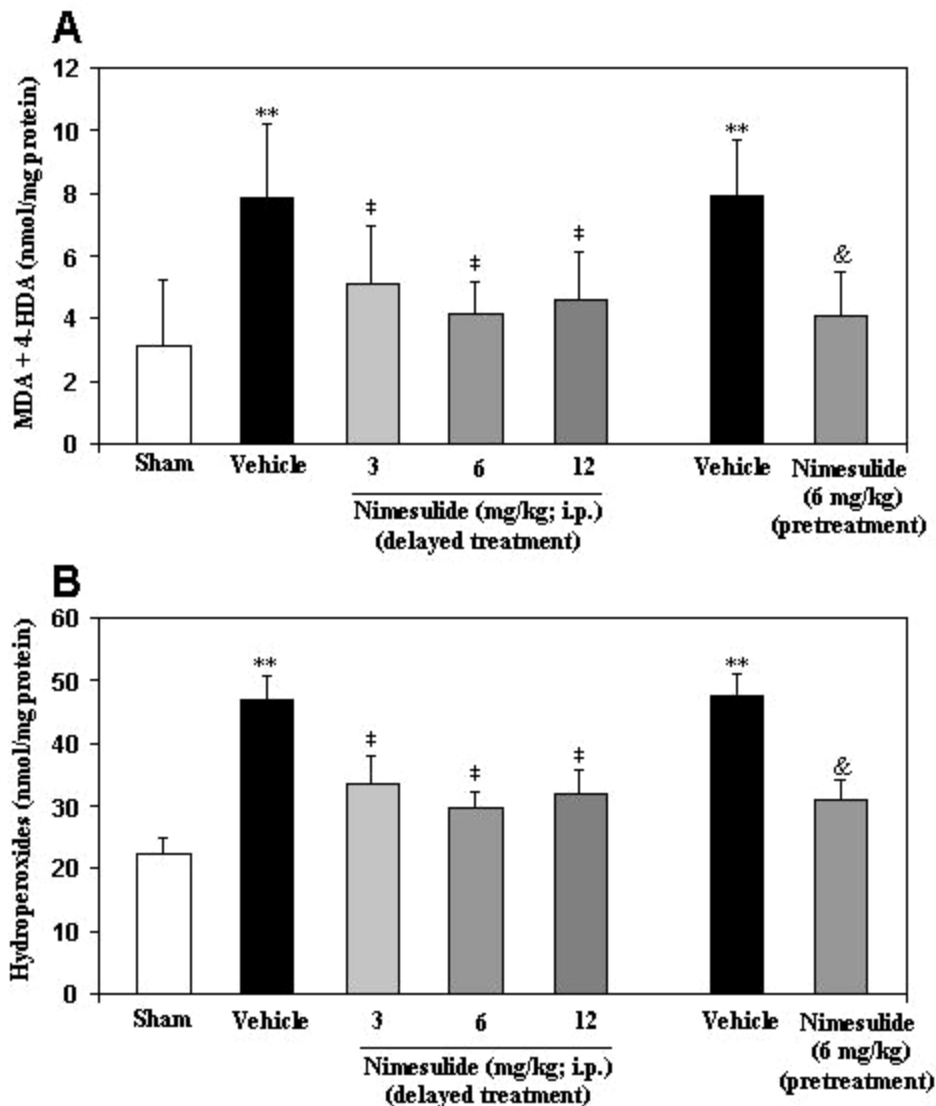 A
MDA + 4-HDA (nmol/mg protein)
12
10
8
6
4
2
0
**
‡
‡
‡
**
&
Sham
Vehicle
3
6
12
Vehicle
Nimesulide
(6 mg/kg)
(pretreatment)
Nimesulide (mg/kg; i.p.)
(delayed treatment)
B
Hydroperoxides (nmol/mg protein)
60
50
40
30
20
10
0
**
‡
‡
‡
**
&
Sham
Vehicle
3
6
12
Vehicle
Nimesulide
(6 mg/kg)
(pretreatment)
Nimesulide (mg/kg; i.p.)
(delayed treatment)